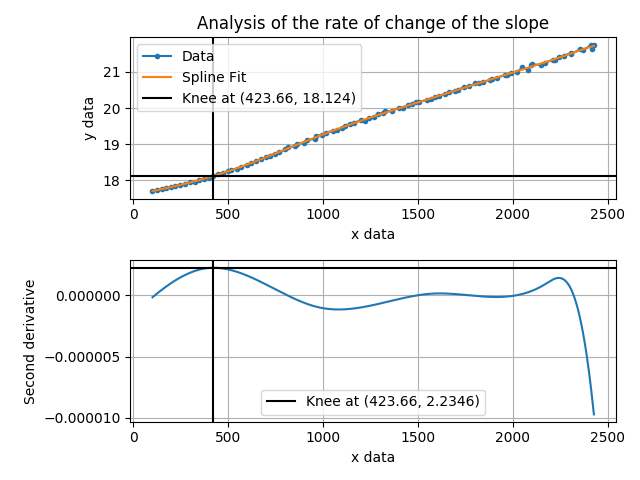 Analysis of the rate of change of the slope
Data
Spline Fit
Knee at (423.66, 18.124)
21
20
19
18
y data
0 500 1000 1500 2000 2500
x data
0.000000
−0.000005
−0.000010
Second derivative
Knee at (423.66, 2.2346)
0 500 1000 1500 2000 2500
x data